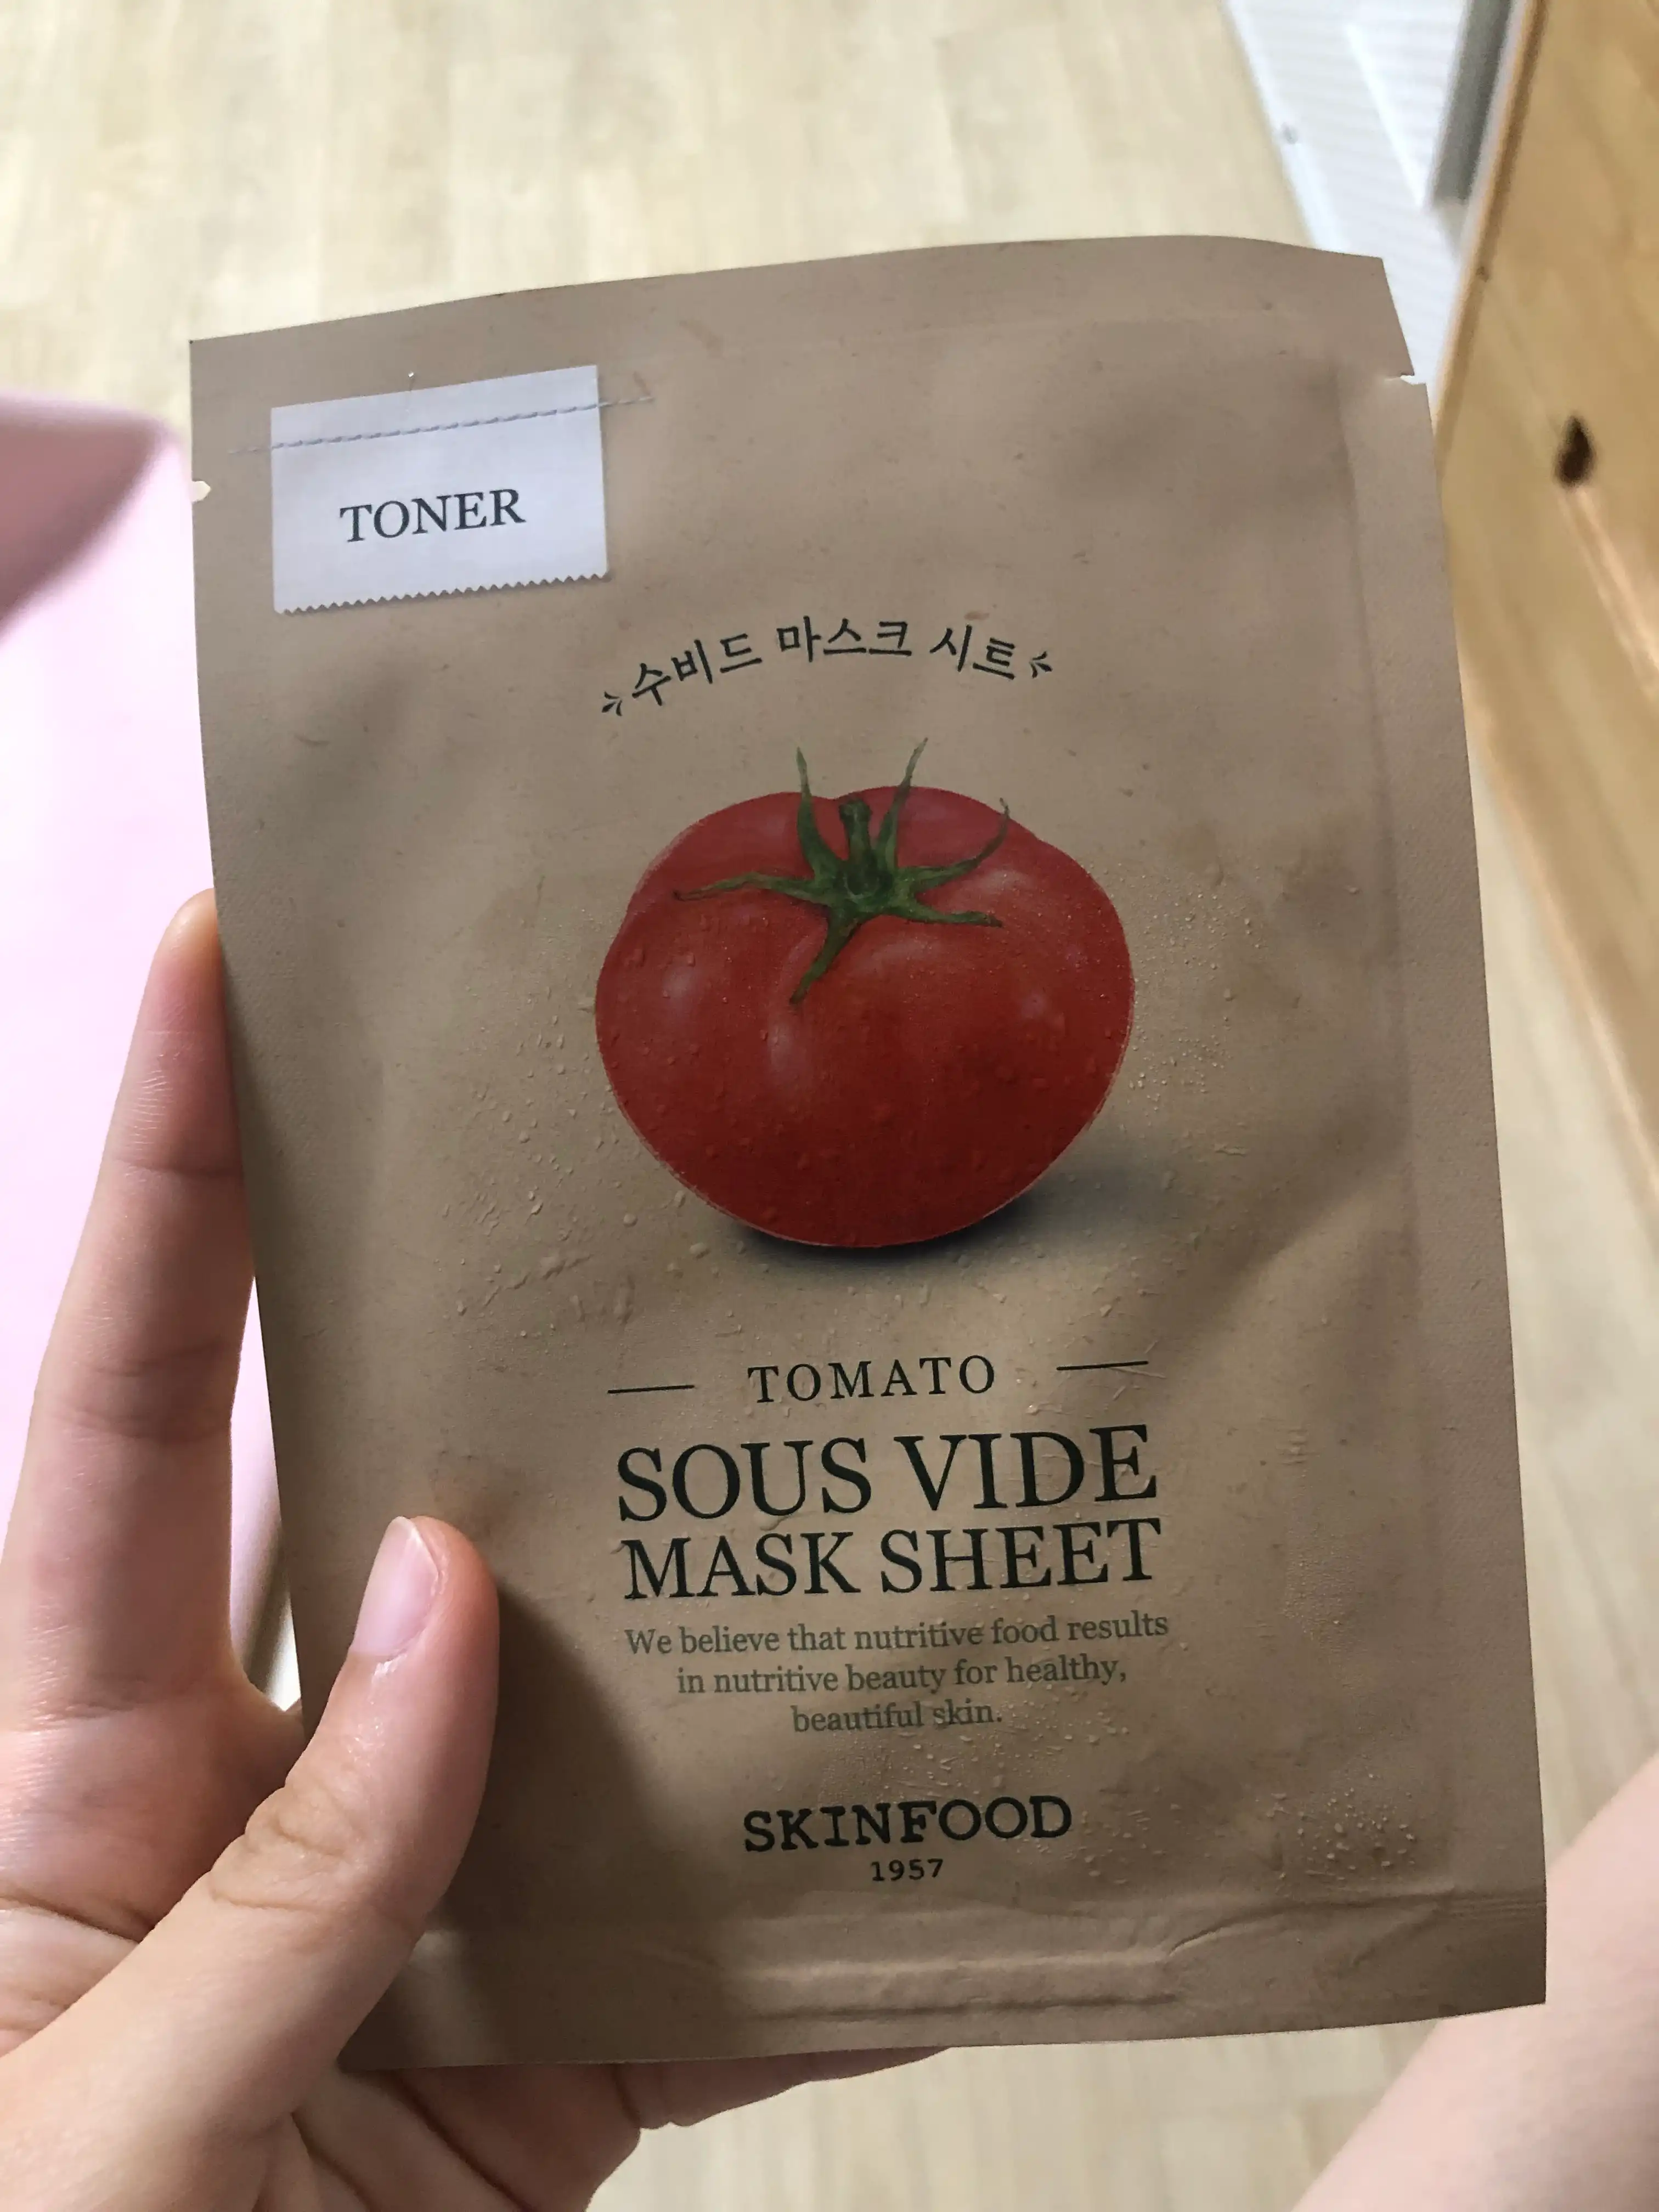 TONER
수비드 마스크 시트
TOMATO
SOUS VIDE
MASK SHEET
We believe that nutritive food results
in nutritive beauty for healthy,
beautiful skin.
SKINFOOD
1957